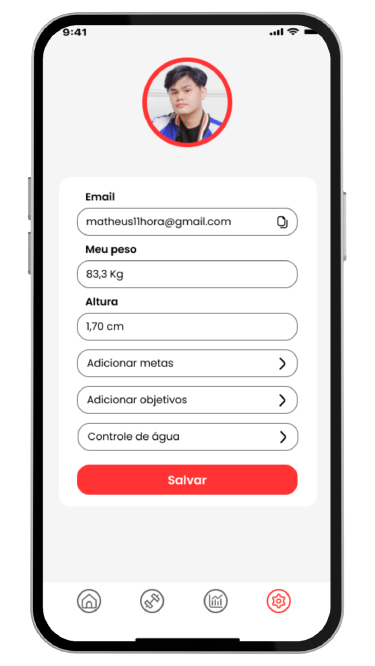 9:41
Email
matheus11hora@gmail.com
Meu peso
83,3 Kg
Altura
1,70 cm
Adicionar metas
Adicionar objetivos
Controle de água
Salvar